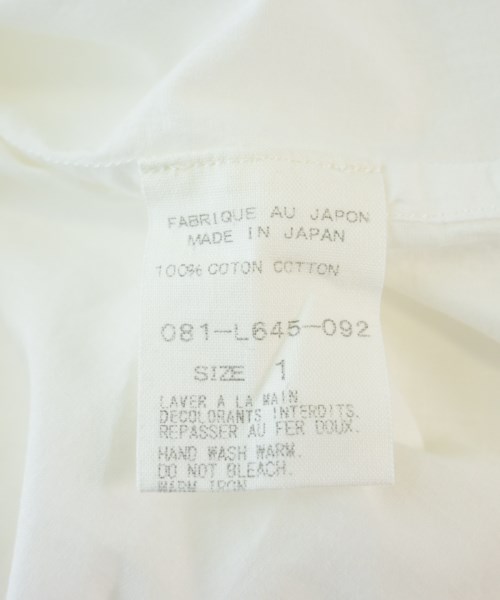 FABRIQUE AU JAPON
MADE IN JAPAN
100% COTON COTTON
081-L645-092
SIZE 1
LAVER A LA MAIN
DECOLORANTS INTERDITS.
REPASSER AU FER DOUX.
HAND WASH WARM.
DO NOT BLEACH.
WARM IRON